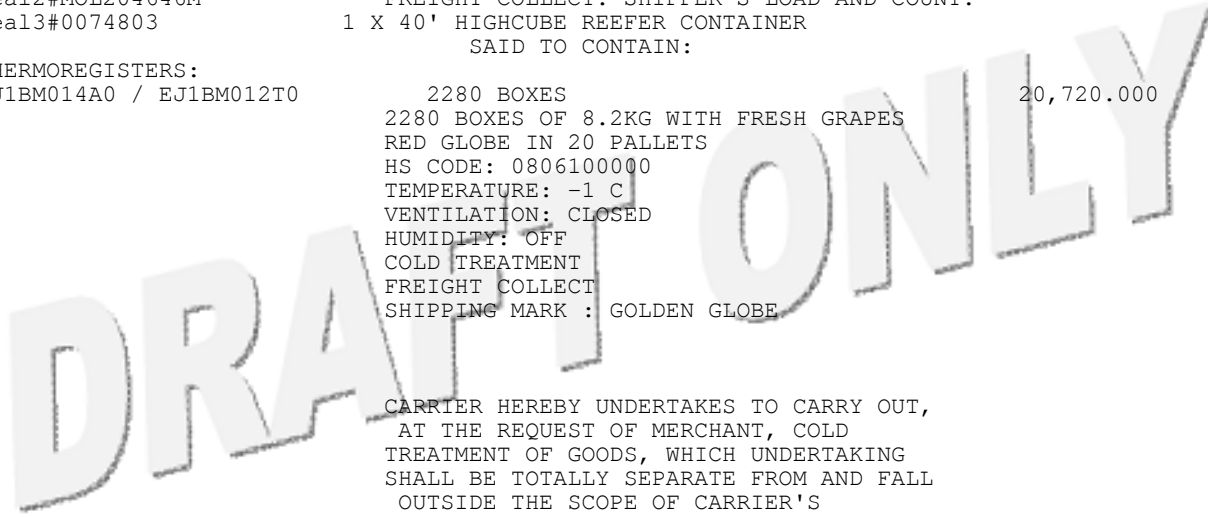 eal2#MOL204640M FREIGHT COLLECT. SHIPPER'S LOAD AND COUNT.
eal3#0074803 1 X 40' HIGHCUBE REEFER CONTAINER
SAID TO CONTAIN:
HERMOREGISTERS:
J1BM014A0 / EJ1BM012T0 2280 BOXES 20,720.000
2280 BOXES OF 8.2KG WITH FRESH GRAPES
RED GLOBE IN 20 PALLETS
HS CODE: 0806100000
TEMPERATURE: -1 C
VENTILATION: CLOSED
HUMIDITY: OFF
COLD TREATMENT
FREIGHT COLLECT
SHIPPING MARK : GOLDEN GLOBE
DRAFT ONLY
CARRIER HEREBY UNDERTAKES TO CARRY OUT,
AT THE REQUEST OF MERCHANT, COLD
TREATMENT OF GOODS, WHICH UNDERTAKING
SHALL BE TOTALLY SEPARATE FROM AND FALL
OUTSIDE THE SCOPE OF CARRIER'S